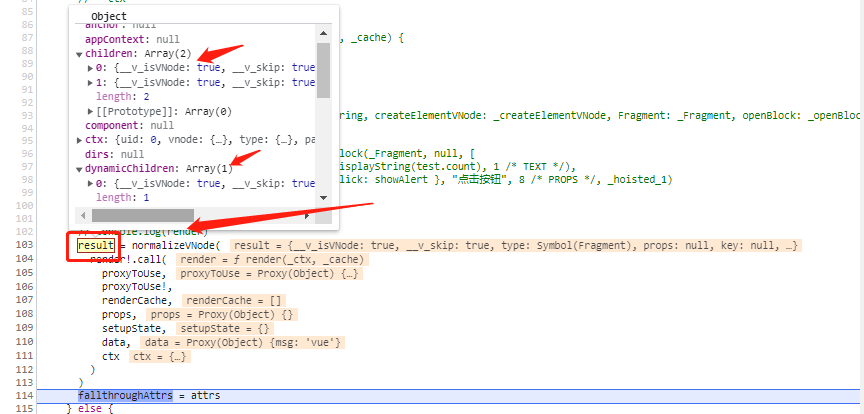 84
85
86
87
88
89
90
91
92
93
94
95
96
97
98
99
100
101
102
103
104
105
106
107
108
109
110
111
112
113
114
115
Object
anchor: null
appContext: null
▼children: Array(2)
▶0: {__v_isVNode: true, __v_skip: true
▶1: {__v_isVNode: true, __v_skip: true
length: 2
▶[[Prototype]]: Array(0)
component: null
▶ctx: {uid: 0, vnode: {…}, type: {…}, pa
dirs: null
▼dynamicChildren: Array(1)
▶0: {__v_isVNode: true, __v_skip: true
length: 1
, _cache) {
ring, createElementVNode: _createElementVNode, Fragment: _Fragment, openBlock: _openBlo
lock(_Fragment, null, [
isplayString(test.count), 1 /* TEXT */),
lick: showAlert }, "点击按钮", 8 /* PROPS */, _hoisted_1)
// console.log(render)
result = normalizeVNode( result = {__v_isVNode: true, __v_skip: true, type: Symbol(Fragment), props: null, key: null, …}
render!.call( render = ƒ render(_ctx, _cache)
proxyToUse, proxyToUse = Proxy(Object) {…}
proxyToUse!,
renderCache, renderCache = []
props, props = Proxy(Object) {}
setupState, setupState = {}
data, data = Proxy(Object) {msg: 'vue'}
ctx ctx = {…}
)
)
fallthroughAttrs = attrs
} else {